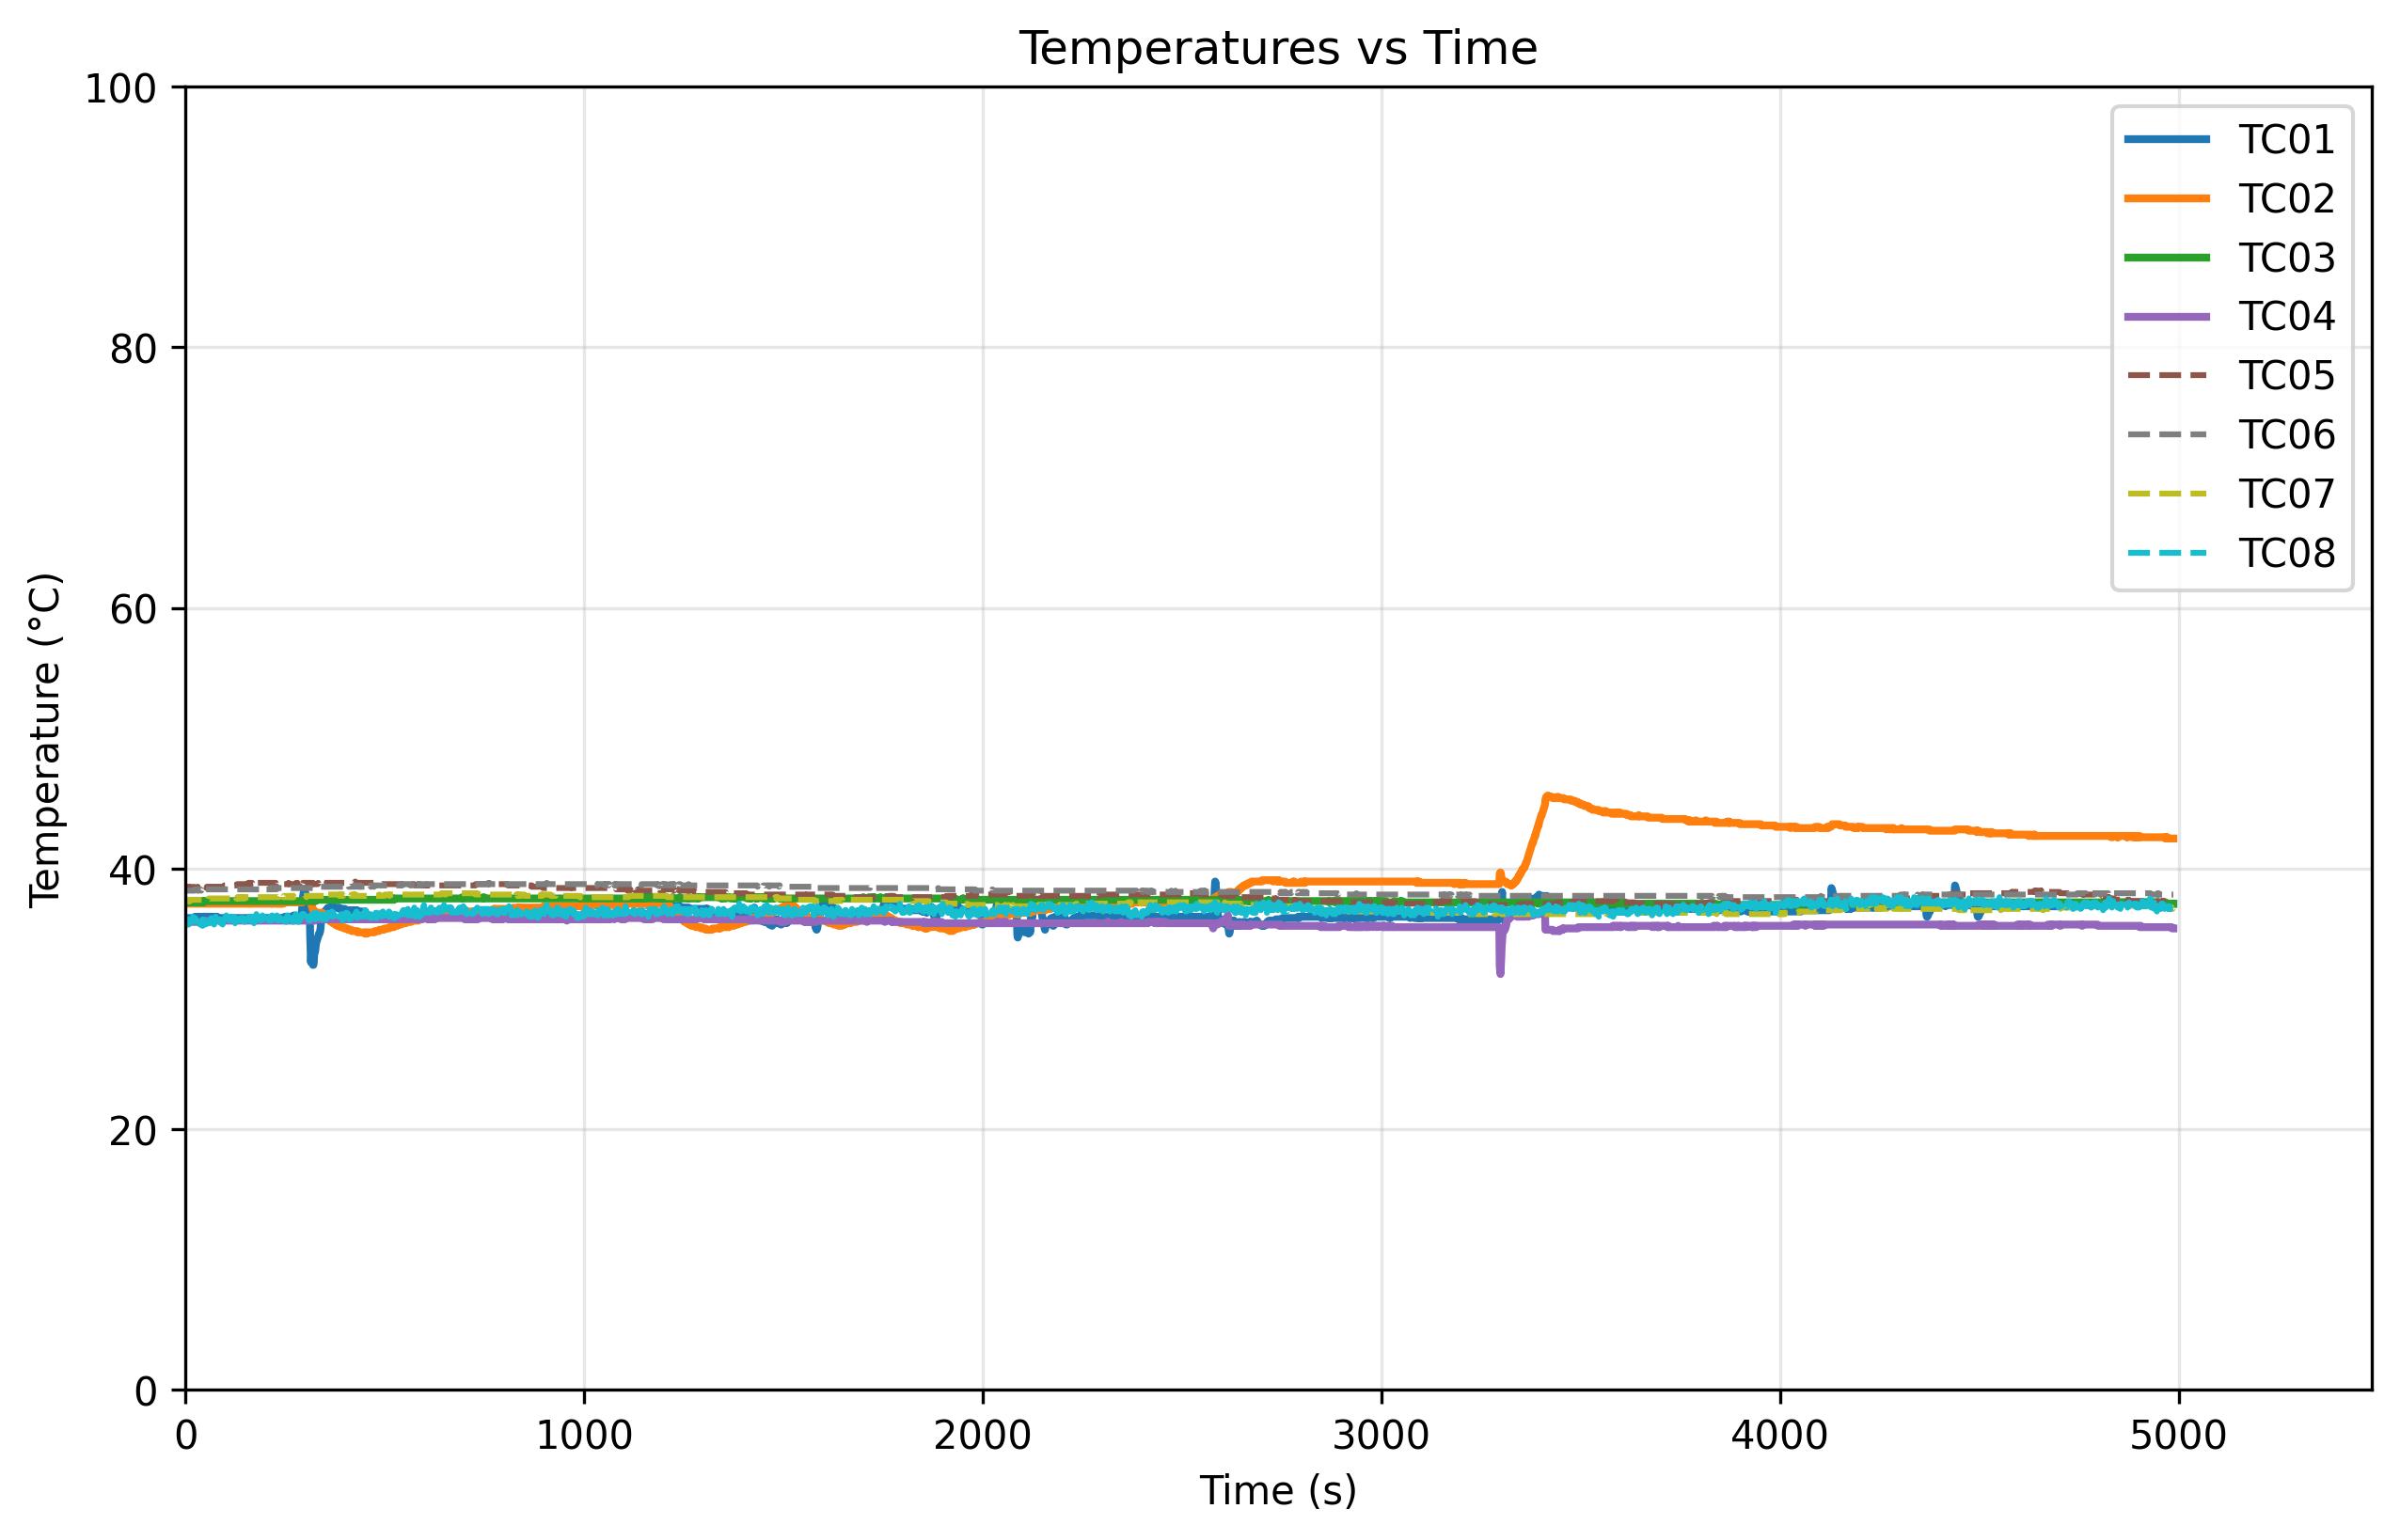 Temperatures vs Time
100
80
60
40
20
0
Temperature (°C)
0 1000 2000 3000 4000 5000
Time (s)
TC01
TC02
TC03
TC04
TC05
TC06
TC07
TC08